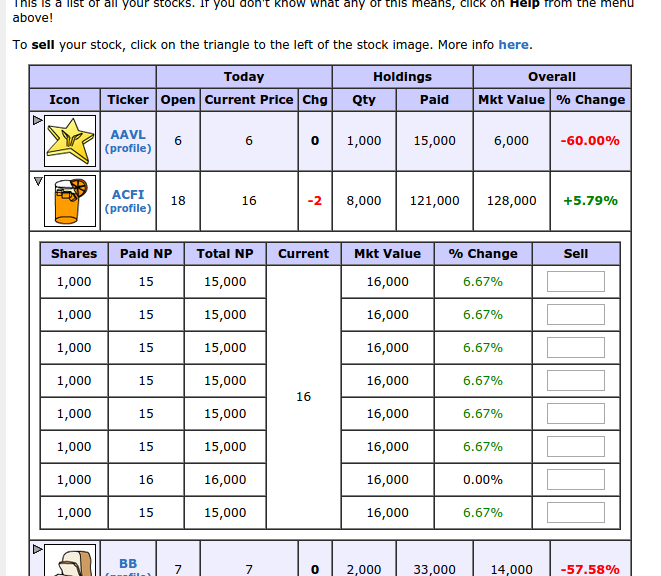 This is a list of all your stocks. If you don't know what any of this means, click on Help from the menu
above!
To sell your stock, click on the triangle to the left of the stock image. More info here.
Today Holdings Overall
Icon Ticker Open Current Price Chg Qty Paid Mkt Value % Change
AAVL (profile) 6 6 0 1,000 15,000 6,000 -60.00%
ACFI (profile) 18 16 -2 8,000 121,000 128,000 +5.79%
Shares Paid NP Total NP Current Mkt Value % Change Sell
1,000 15 15,000 16,000 6.67%
1,000 15 15,000 16,000 6.67%
1,000 15 15,000 16,000 6.67%
1,000 15 15,000 16,000 6.67%
16
1,000 15 15,000 16,000 6.67%
1,000 15 15,000 16,000 6.67%
1,000 16 16,000 16,000 0.00%
1,000 15 15,000 16,000 6.67%
BB (profile) 7 7 0 2,000 33,000 14,000 -57.58%